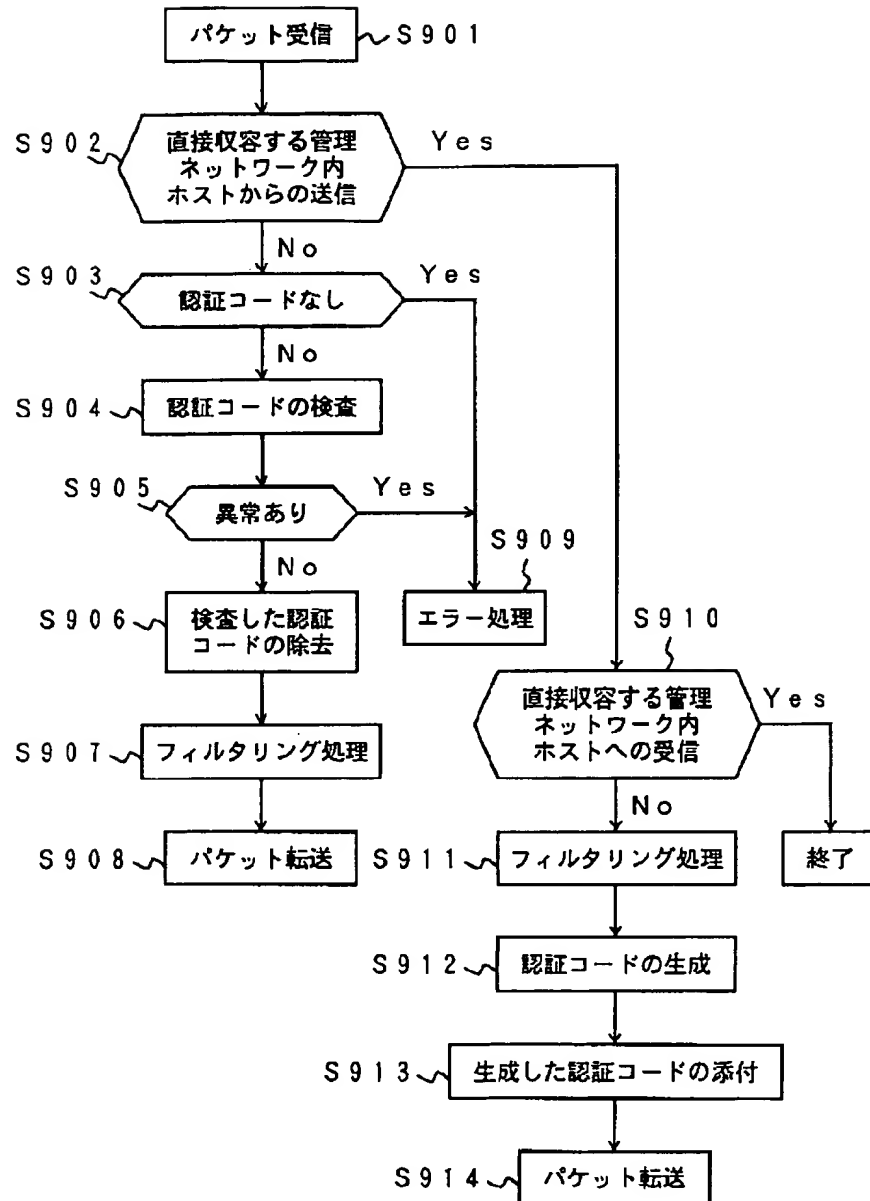 パケット受信
S901
S902
直接収容する管理
ネットワーク内
ホストからの送信
Yes
No
S903
認証コードなし
Yes
No
S904
認証コードの検査
S905
異常あり
Yes
No
S906
検査した認証
コードの除去
S907
フィルタリング処理
S908
パケット転送
S909
エラー処理
S910
直接収容する管理
ネットワーク内
ホストへの受信
Yes
No
終了
S911
フィルタリング処理
S912
認証コードの生成
S913
生成した認証コードの添付
S914
パケット転送